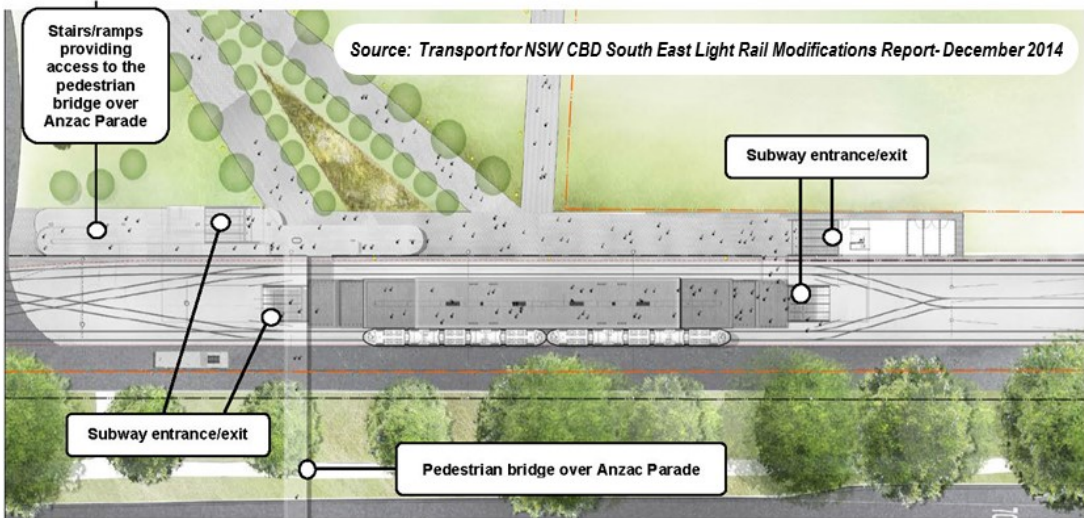 Stairs/ramps
providing
access to the
pedestrian
bridge over
Anzac Parade
Source: Transport for NSW CBD South East Light Rail Modifications Report- December 2014
Subway entrance/exit
Subway entrance/exit
Pedestrian bridge over Anzac Parade